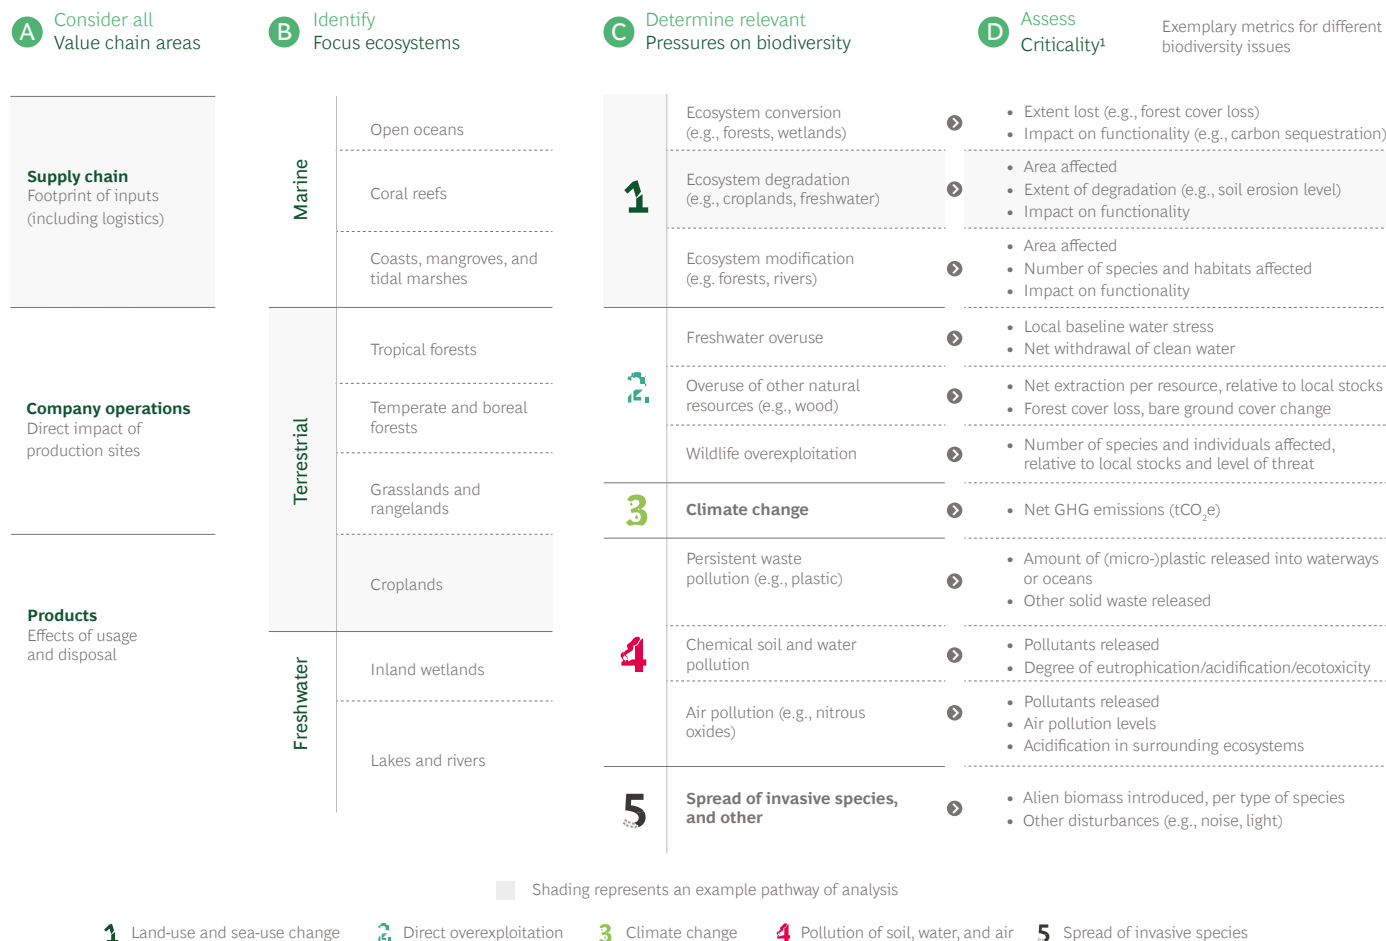 A
Consider all
Value chain areas
B
Identify
Focus ecosystems
C
Determine relevant
Pressures on biodiversity
D
Assess
Criticality¹
Exemplary metrics for different
biodiversity issues
Supply chain
Footprint of inputs
(including logistics)
Company operations
Direct impact of
production sites
Products
Effects of usage
and disposal
Marine
Open oceans
Coral reefs
Coasts, mangroves, and
tidal marshes
Terrestrial
Tropical forests
Temperate and boreal
forests
Grasslands and
rangelands
Croplands
Freshwater
Inland wetlands
Lakes and rivers
1
Ecosystem conversion
(e.g., forests, wetlands)
• Extent lost (e.g., forest cover loss)
• Impact on functionality (e.g., carbon sequestration)
Ecosystem degradation
(e.g., croplands, freshwater)
• Area affected
• Extent of degradation (e.g., soil erosion level)
• Impact on functionality
Ecosystem modification
(e.g. forests, rivers)
• Area affected
• Number of species and habitats affected
• Impact on functionality
2
Freshwater overuse
• Local baseline water stress
• Net withdrawal of clean water
Overuse of other natural
resources (e.g., wood)
• Net extraction per resource, relative to local stocks
• Forest cover loss, bare ground cover change
Wildlife overexploitation
• Number of species and individuals affected,
relative to local stocks and level of threat
3
Climate change
• Net GHG emissions (tCO₂e)
4
Persistent waste
pollution (e.g., plastic)
• Amount of (micro-)plastic released into waterways
or oceans
• Other solid waste released
Chemical soil and water
pollution
• Pollutants released
• Degree of eutrophication/acidification/ecotoxicity
Air pollution (e.g., nitrous
oxides)
• Pollutants released
• Air pollution levels
• Acidification in surrounding ecosystems
5
Spread of invasive species,
and other
• Alien biomass introduced, per type of species
• Other disturbances (e.g., noise, light)
Shading represents an example pathway of analysis
1 Land-use and sea-use change
2 Direct overexploitation
3 Climate change
4 Pollution of soil, water, and air
5 Spread of invasive species